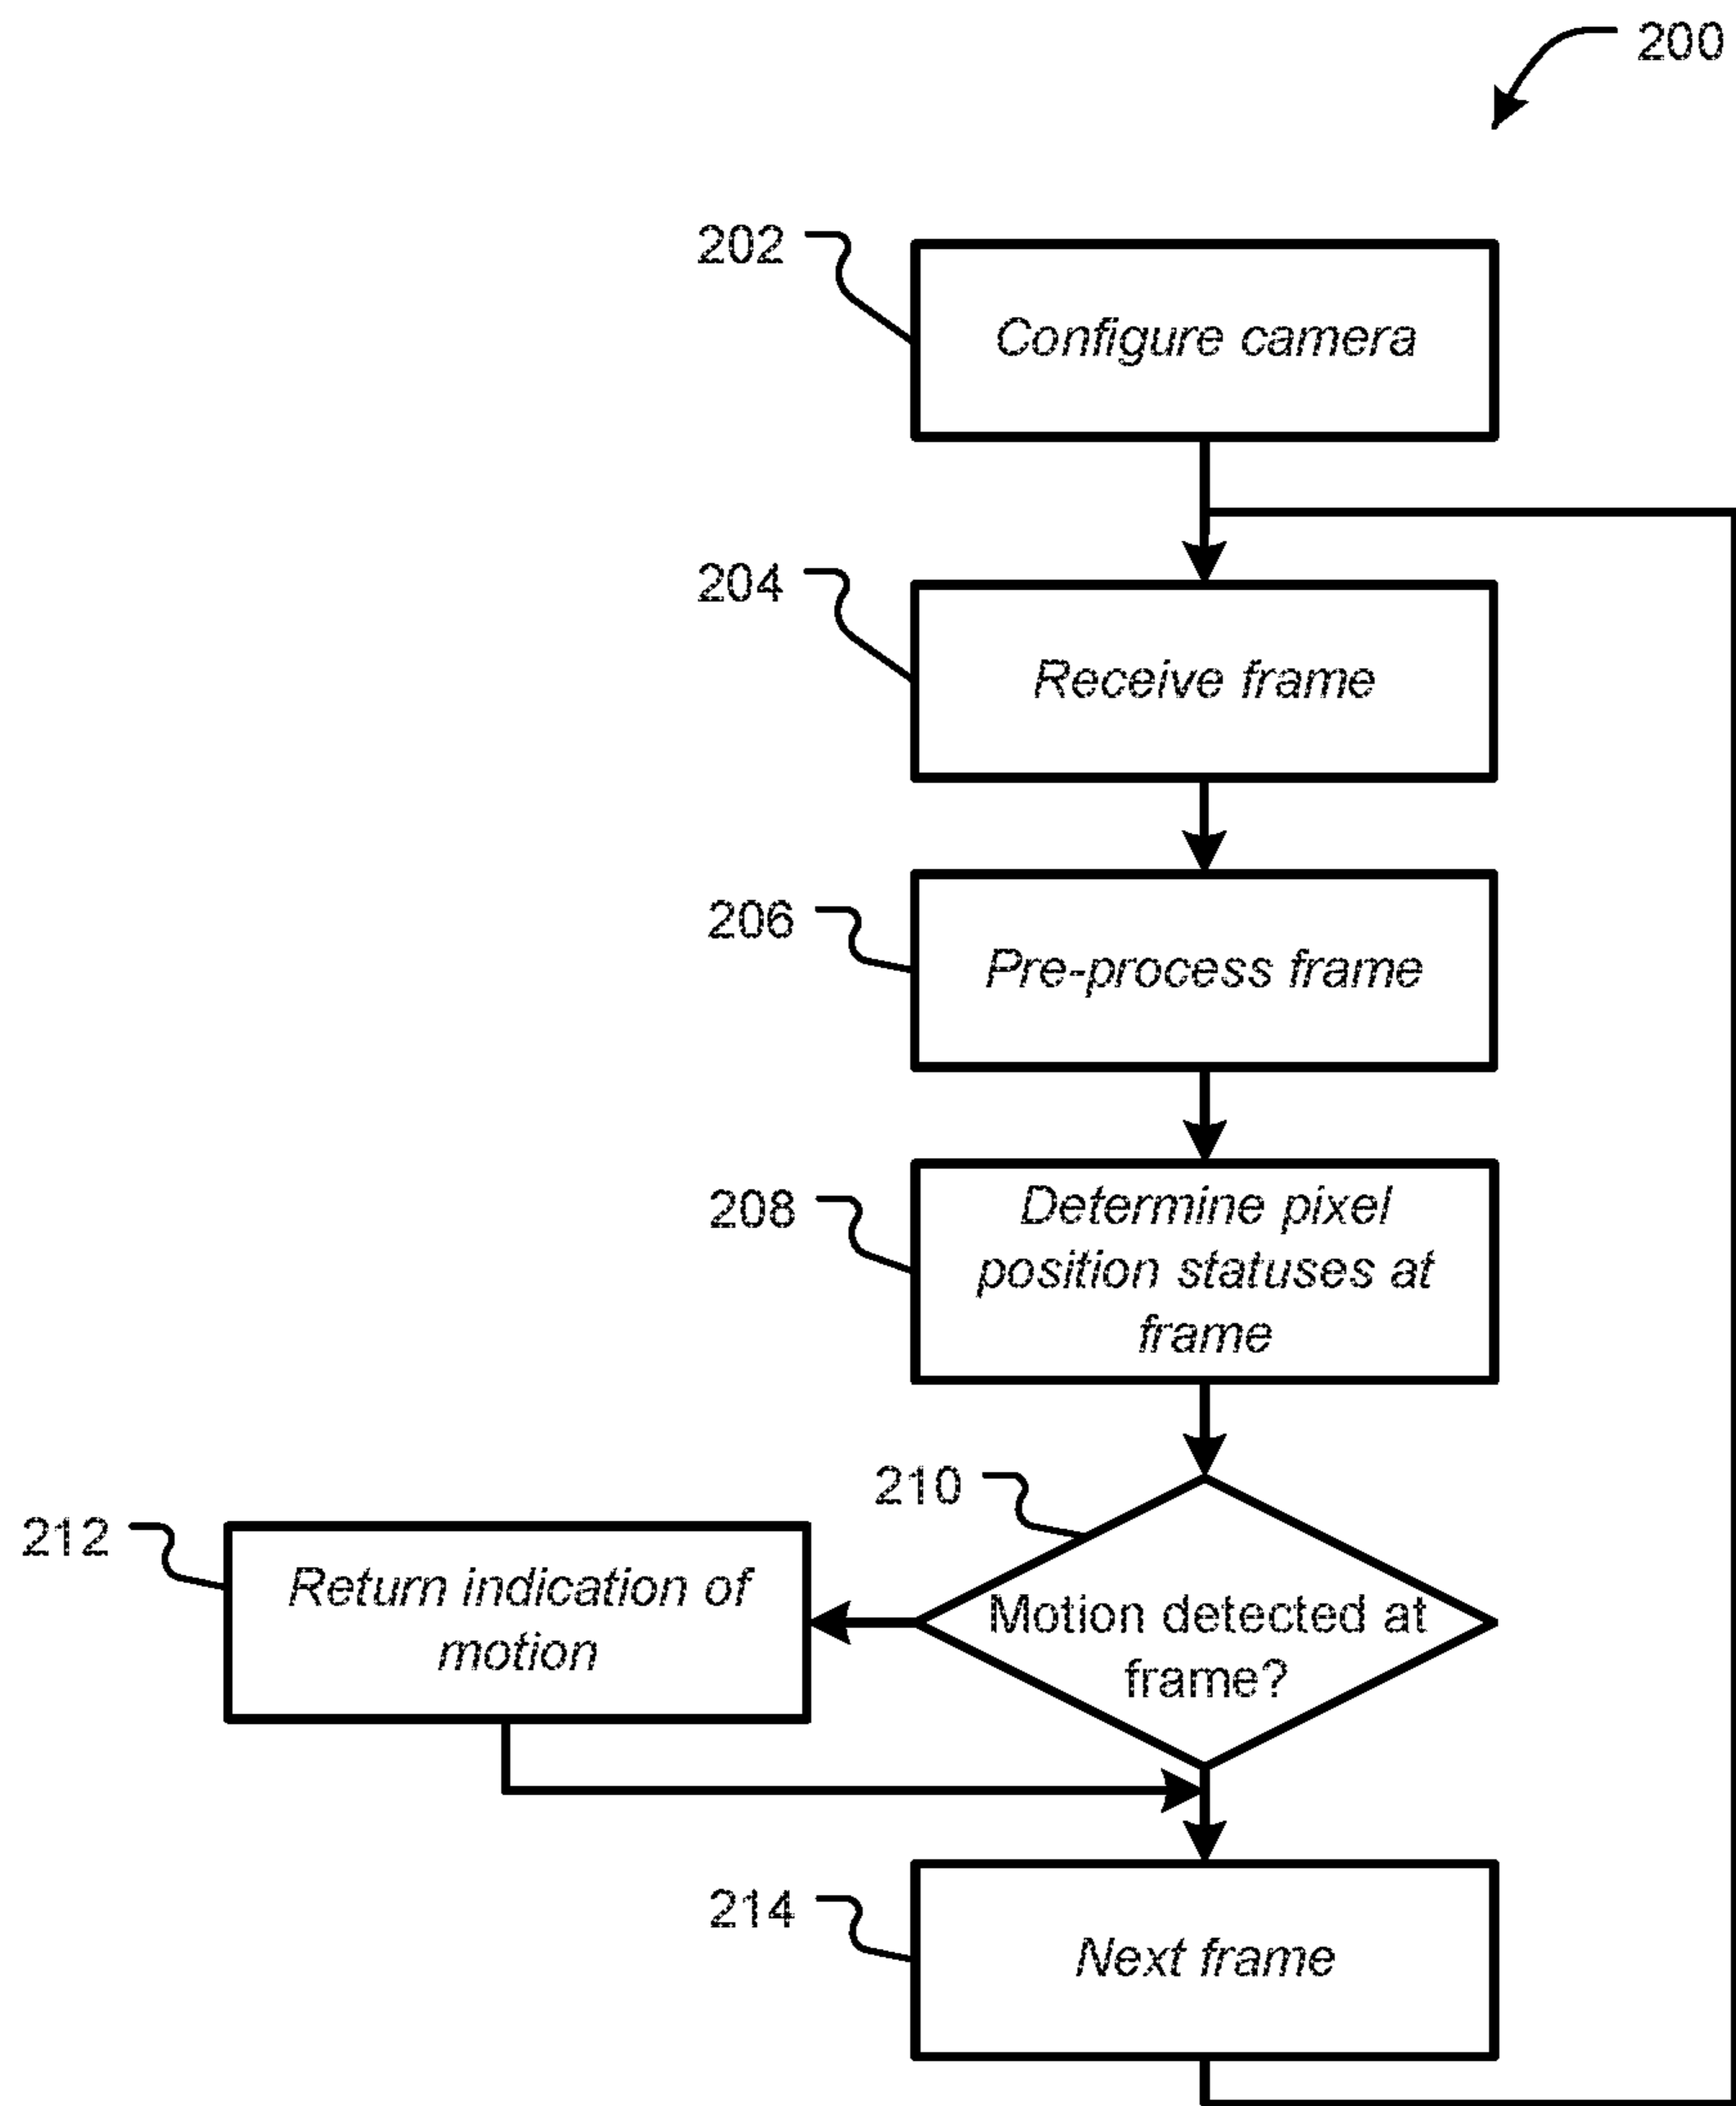 200
202
Configure camera
204
Receive frame
206
Pre-process frame
208
Determine pixel
position statuses at
frame
210
Motion detected at
frame?
212
Return indication of
motion
214
Next frame